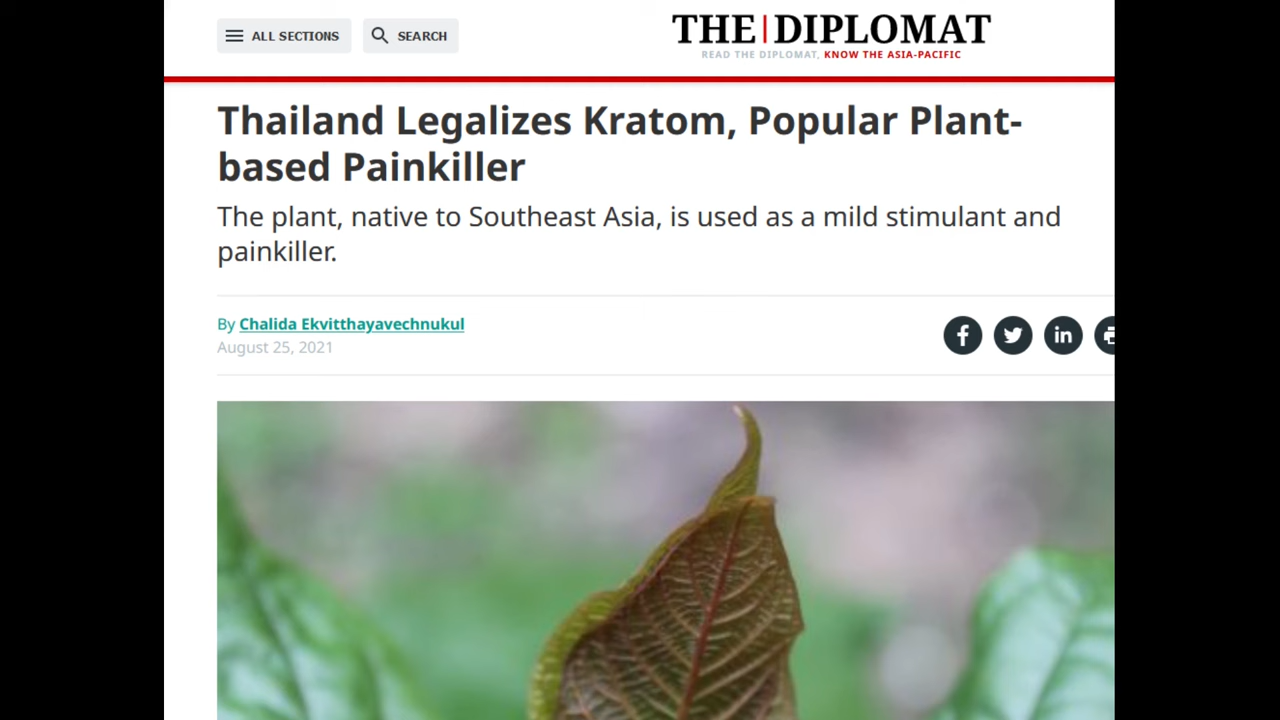 ALL SECTIONS
SEARCH
THE|DIPLOMAT
READ THE DIPLOMAT, KNOW THE ASIA-PACIFIC
Thailand Legalizes Kratom, Popular Plant-
based Painkiller
The plant, native to Southeast Asia, is used as a mild stimulant and
painkiller.
By Chalida Ekvitthayavechnukul
August 25, 2021